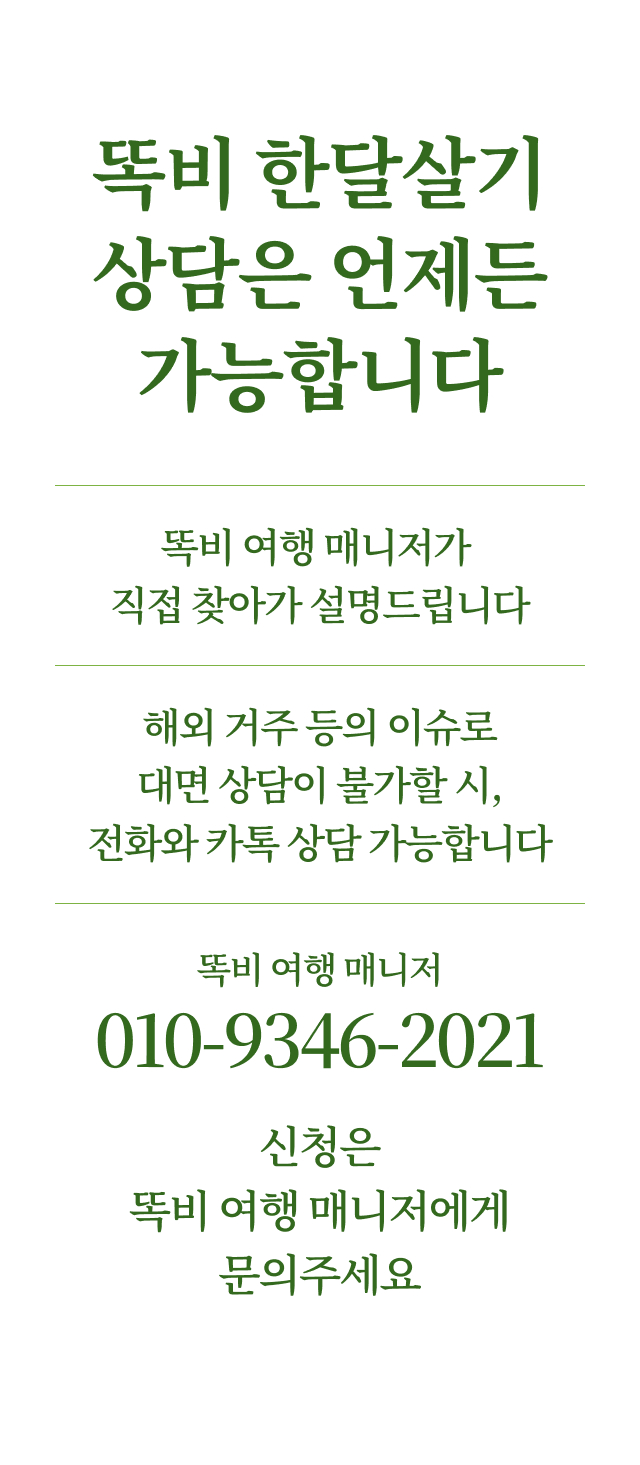 똑비 한달살기
상담은 언제든
가능합니다
똑비 여행 매니저가
직접 찾아가 설명드립니다
해외 거주 등의 이슈로
대면 상담이 불가할 시,
전화와 카톡 상담 가능합니다
똑비 여행 매니저
010-9346-2021
신청은
똑비 여행 매니저에게
문의주세요